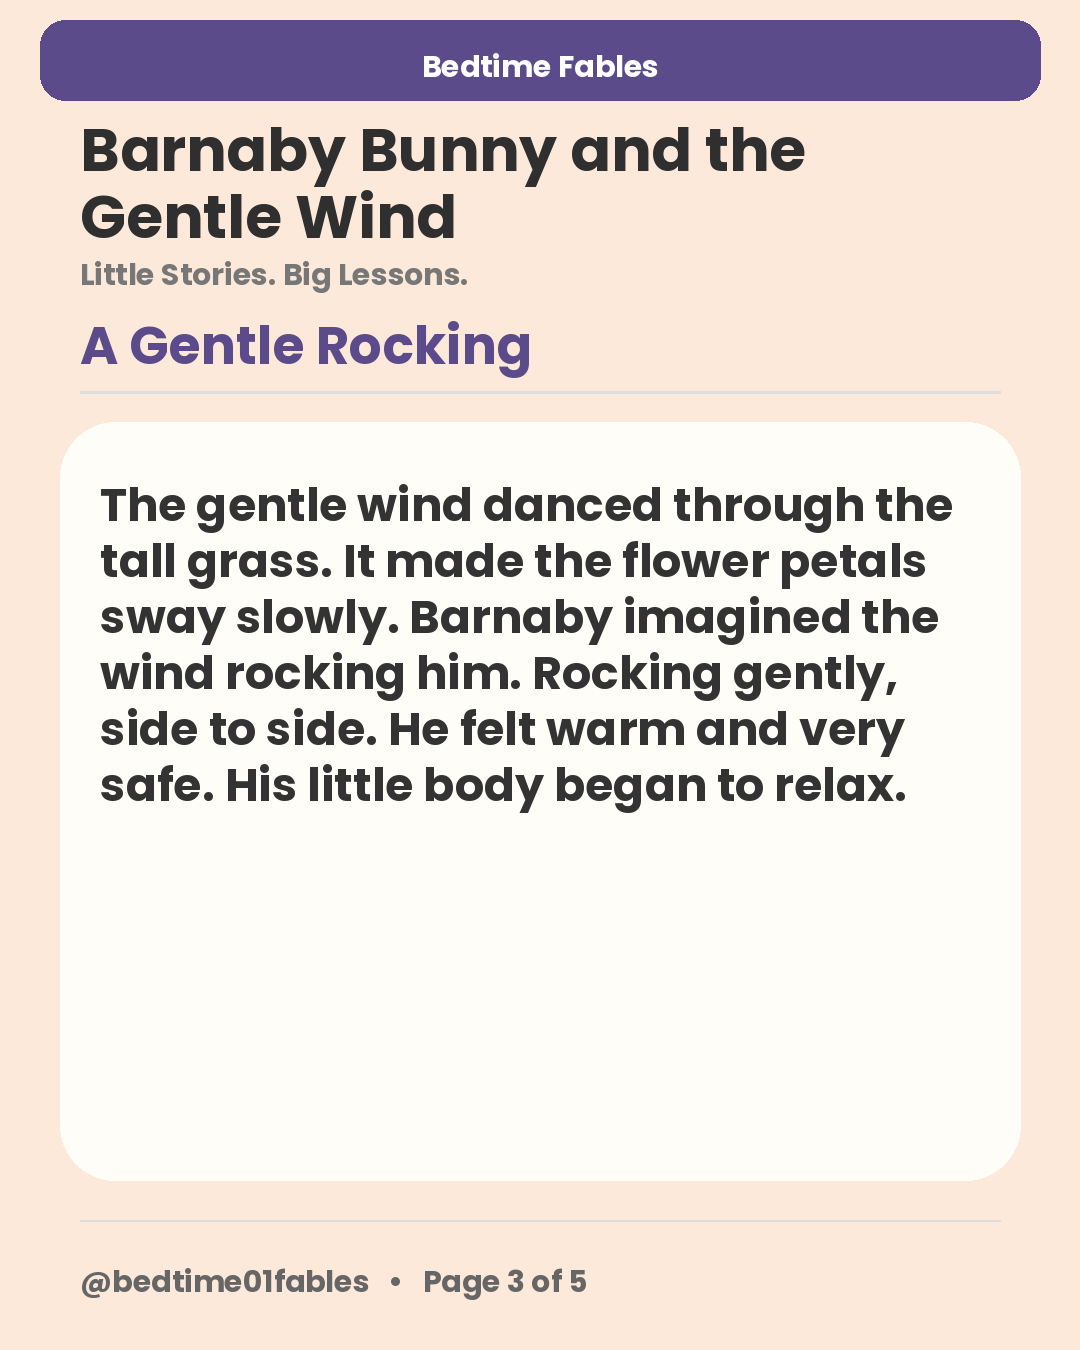 Bedtime Fables
Barnaby Bunny and the
Gentle Wind
Little Stories. Big Lessons.
A Gentle Rocking
The gentle wind danced through the
tall grass. It made the flower petals
sway slowly. Barnaby imagined the
wind rocking him. Rocking gently,
side to side. He felt warm and very
safe. His little body began to relax.
@bedtime01fables • Page 3 of 5